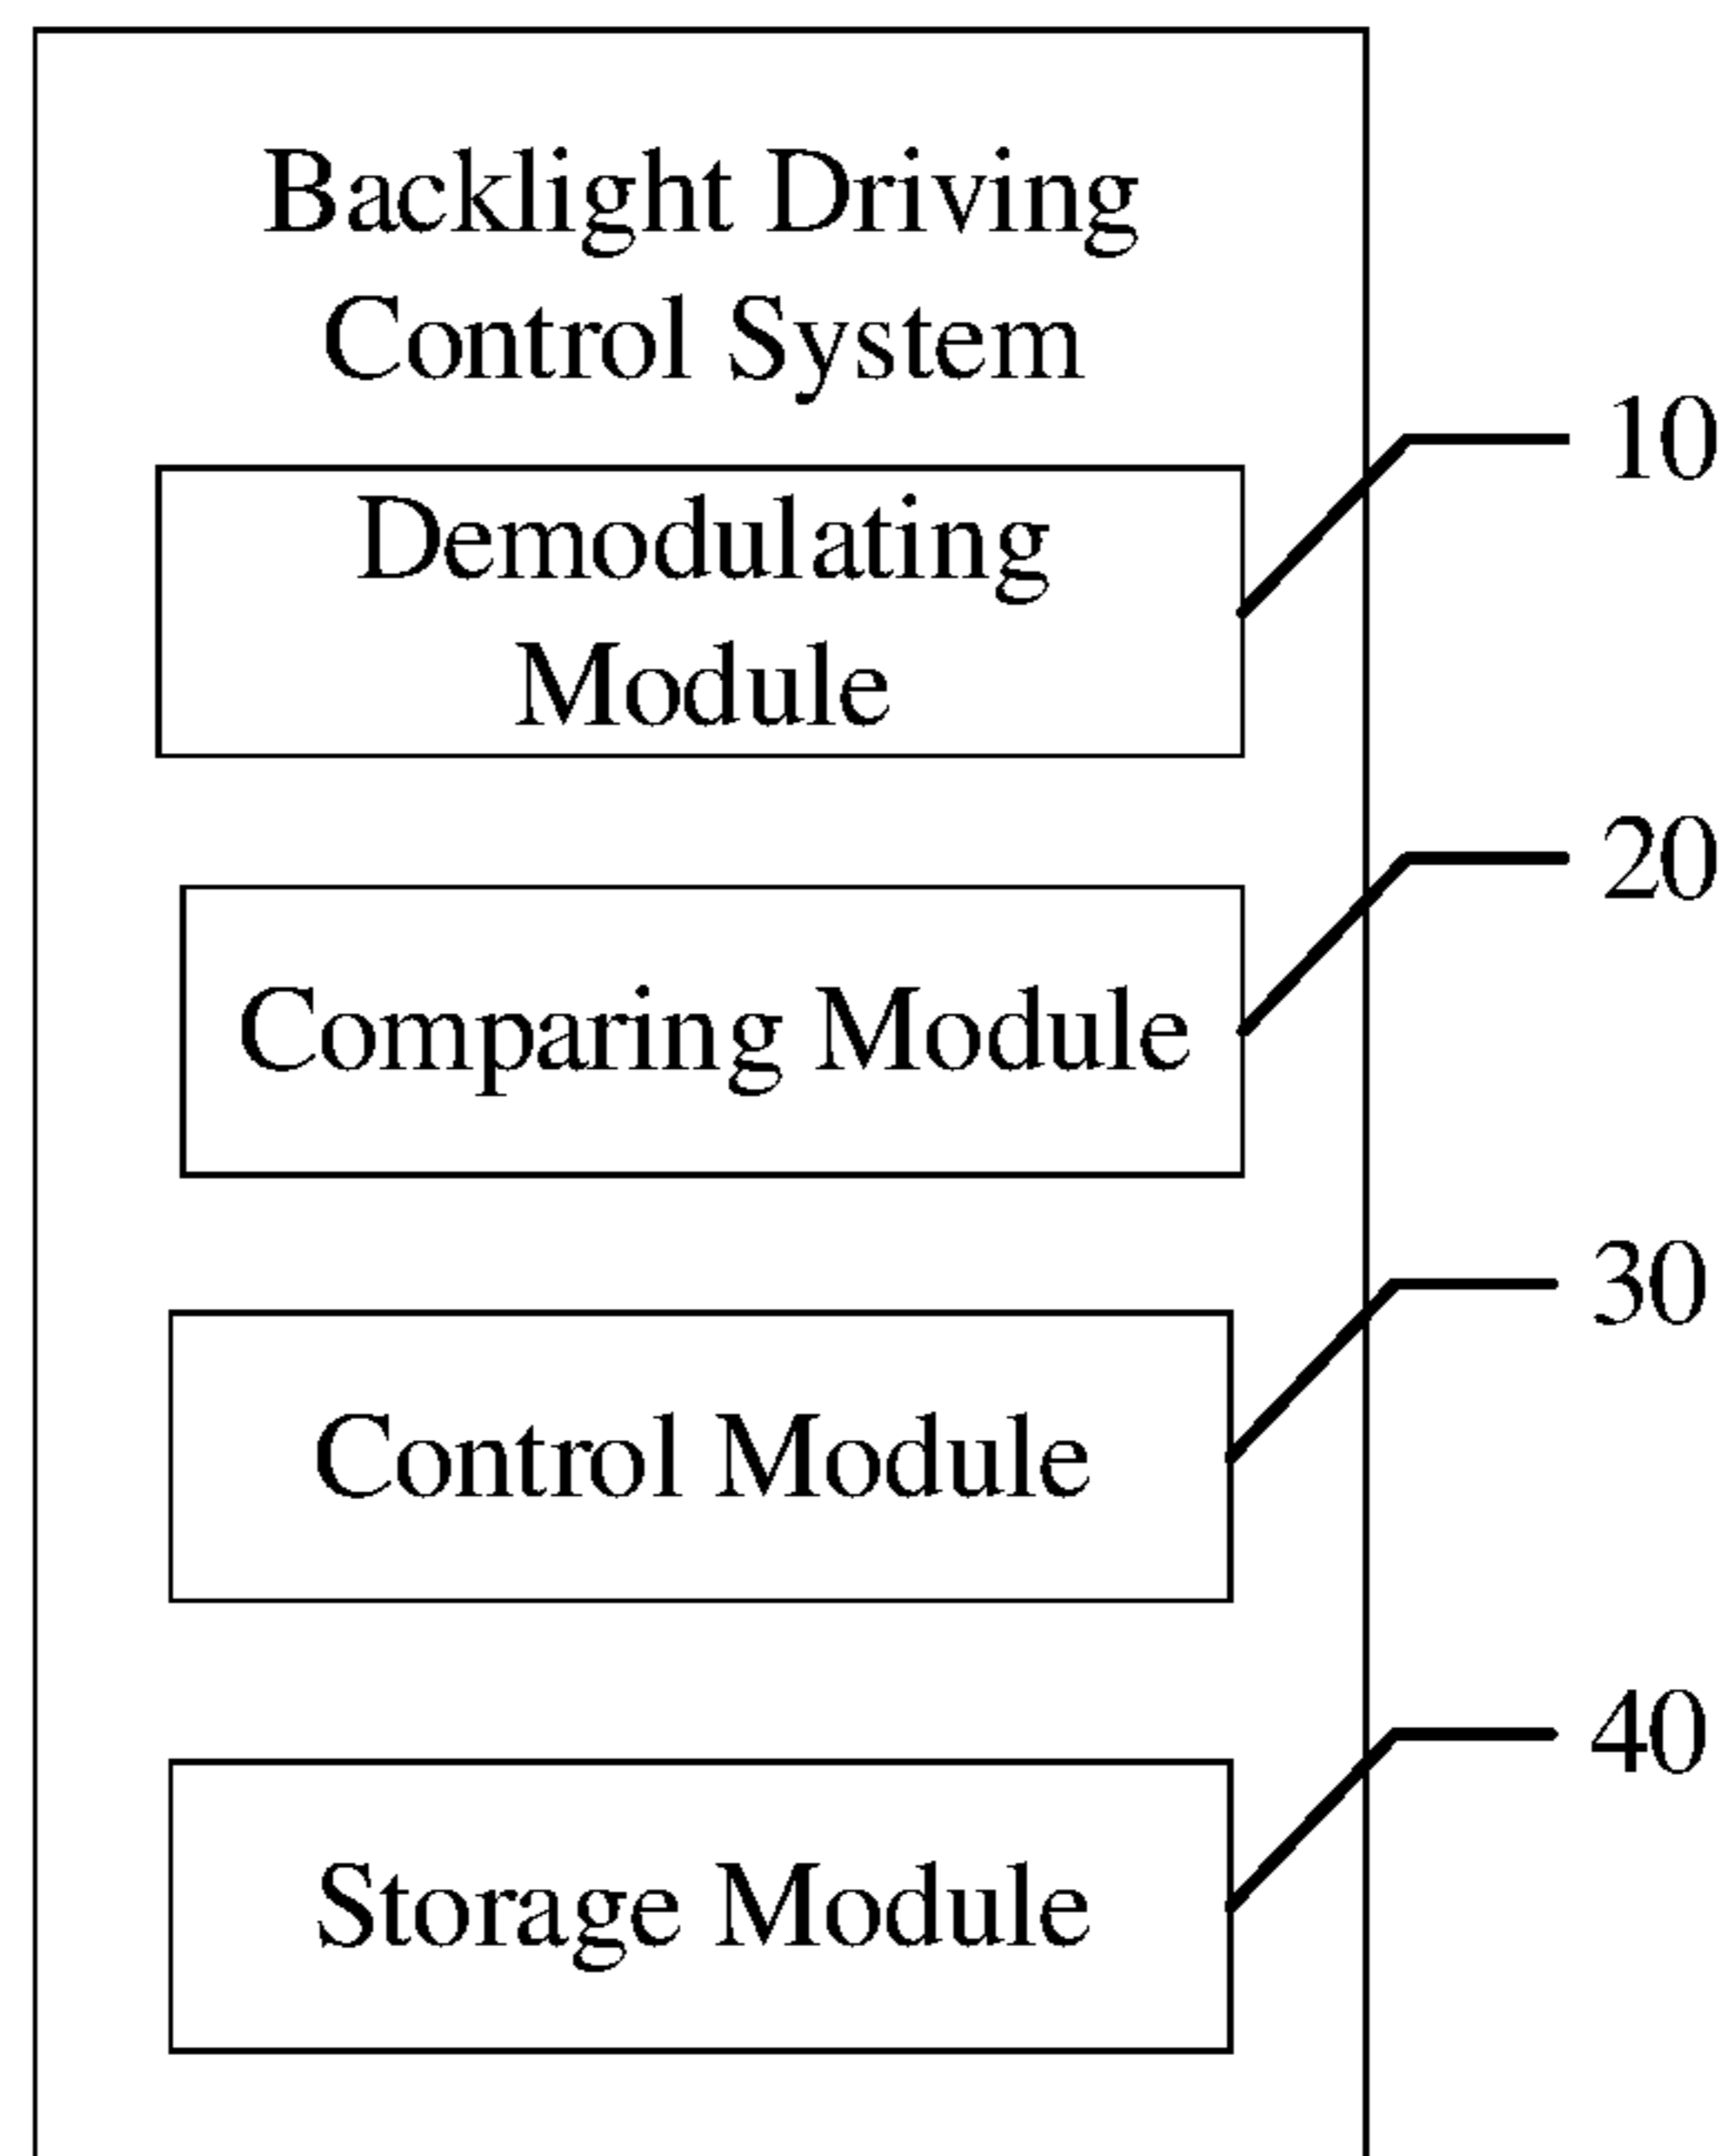 Backlight Driving
Control System
10
Demodulating
Module
20
Comparing Module
30
Control Module
40
Storage Module